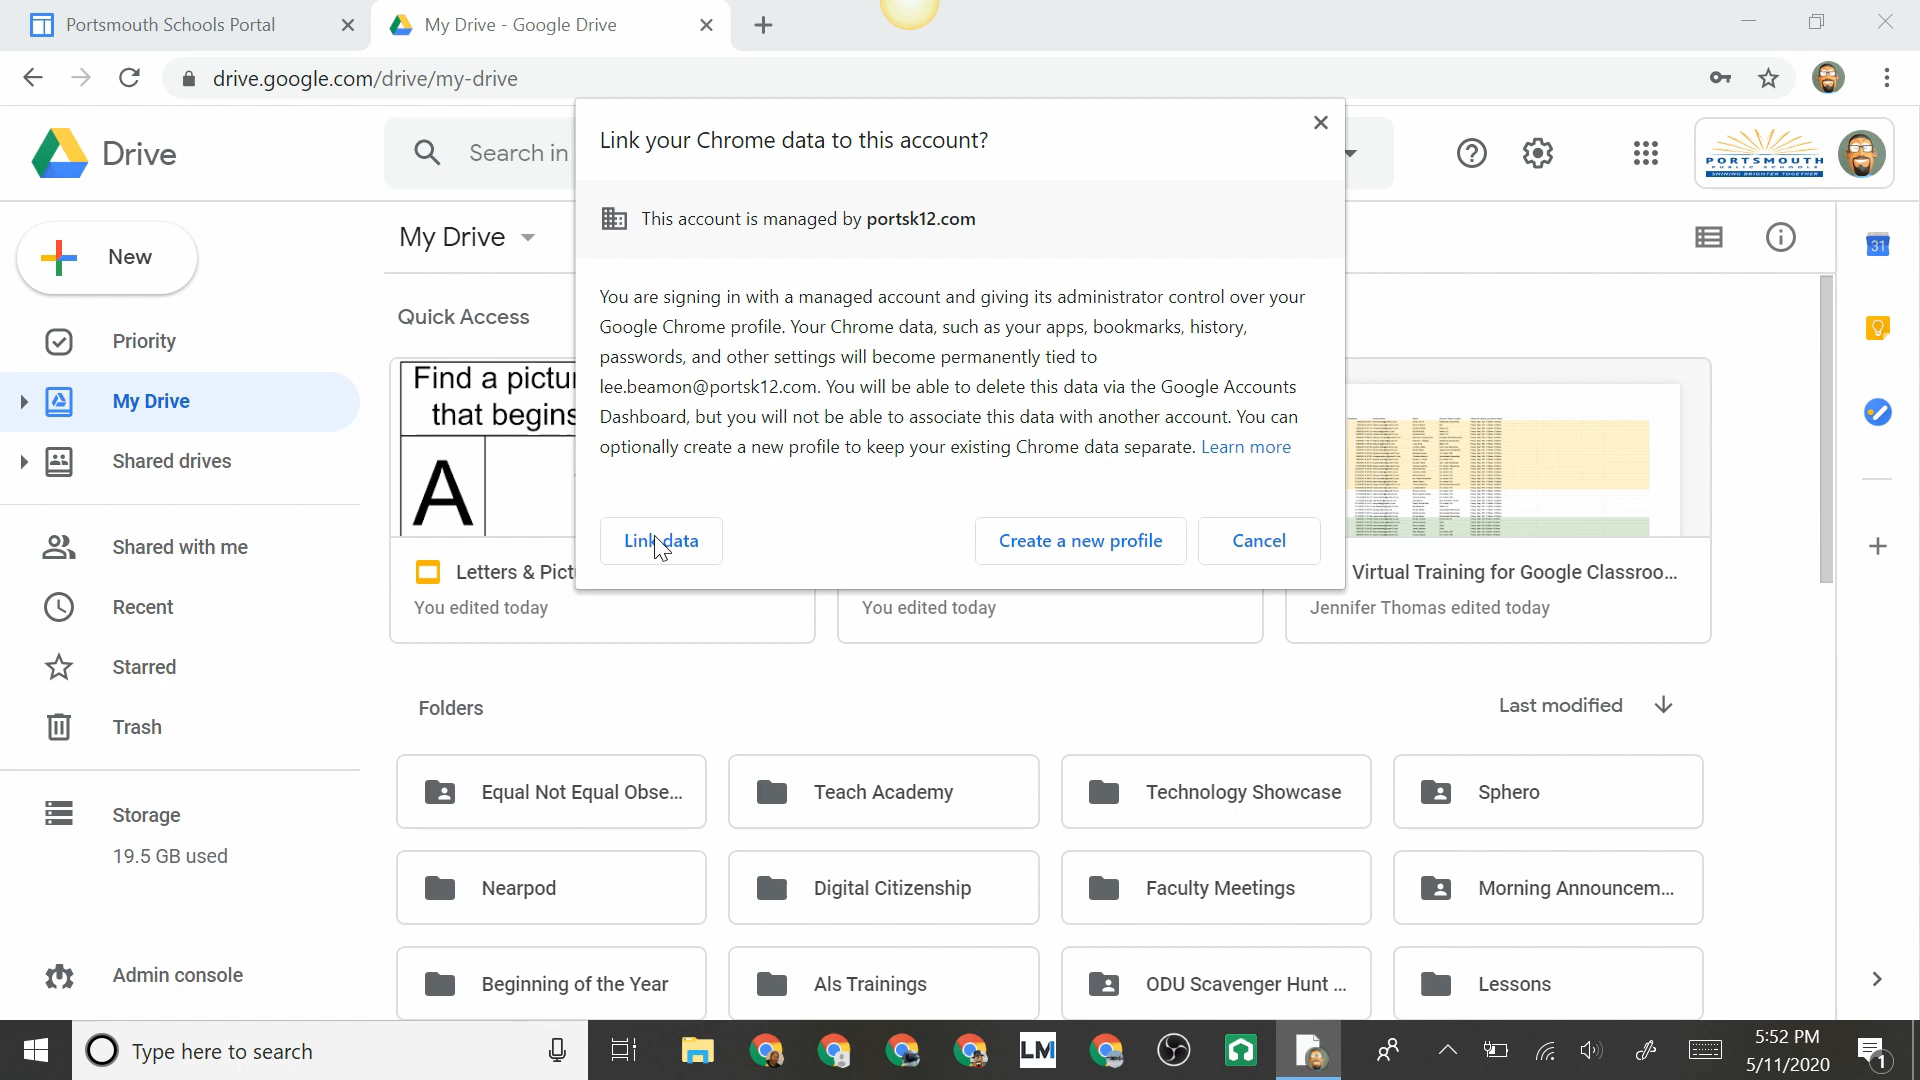 Portsmouth Schools Portal
My Drive - Google Drive
drive.google.com/drive/my-drive
Drive
Search in
PORTSMOUTH
PUBLIC SCHOOLS
SHINING BRIGHTER TOGETHER
Link your Chrome data to this account?
This account is managed by portsk12.com
You are signing in with a managed account and giving its administrator control over your
Google Chrome profile. Your Chrome data, such as your apps, bookmarks, history,
passwords, and other settings will become permanently tied to
lee.beamon@portsk12.com. You will be able to delete this data via the Google Accounts
Dashboard, but you will not be able to associate this data with another account. You can
optionally create a new profile to keep your existing Chrome data separate. Learn more
Link data
Create a new profile
Cancel
New
Priority
My Drive
Shared drives
Shared with me
Recent
Starred
Trash
Storage
19.5 GB used
Admin console
My Drive
31
Quick Access
Find a pictu
that begins
A
Letters & Pict
You edited today
You edited today
Virtual Training for Google Classroo...
Jennifer Thomas edited today
Folders
Last modified
Equal Not Equal Obse...
Teach Academy
Technology Showcase
Sphero
Nearpod
Digital Citizenship
Faculty Meetings
Morning Announcem...
Beginning of the Year
Als Trainings
ODU Scavenger Hunt ...
Lessons
Type here to search
LM
5:52 PM
5/11/2020
1